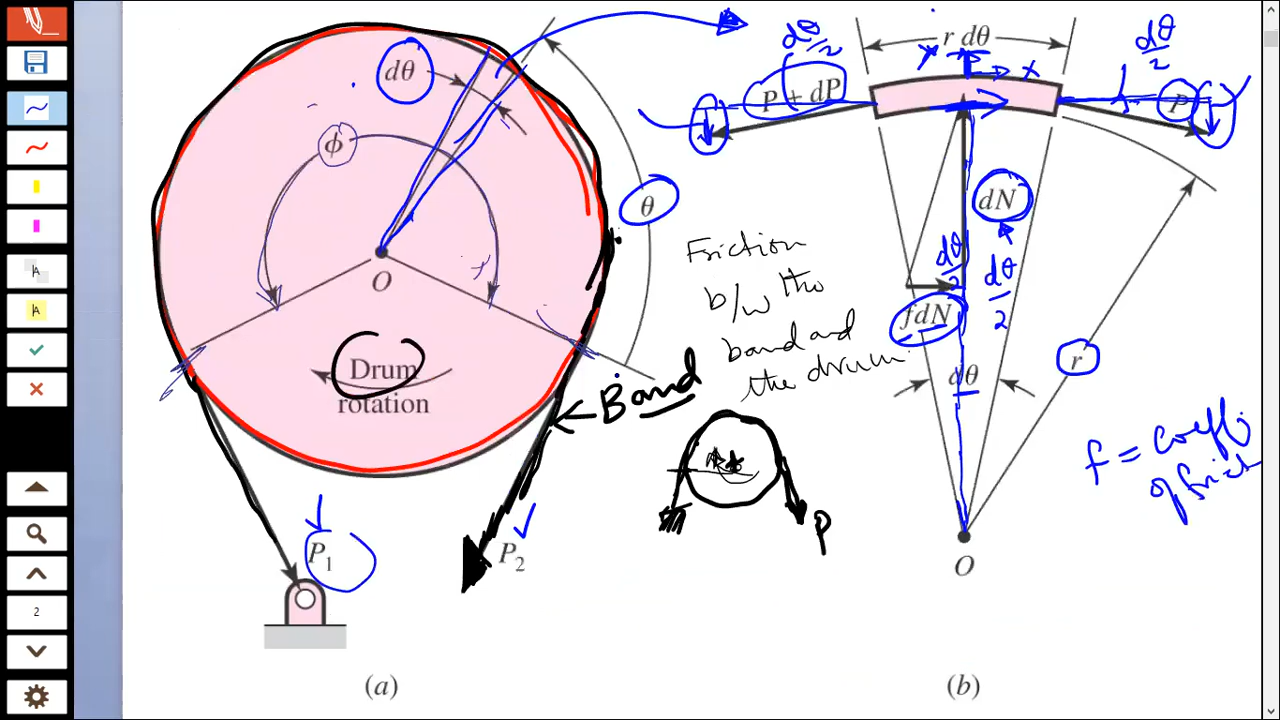 dθ
ϕ
θ
O
Drum
rotation
Band
P₁
P₂
(a)
Friction
b/w the
band and
the drum
P
dθ/2
r dθ
dθ/2
y
x
P + dP
P
dN
dθ/2
dθ/2
fdN
r
dθ
f = coeff
of frict
O
(b)
A
A
2